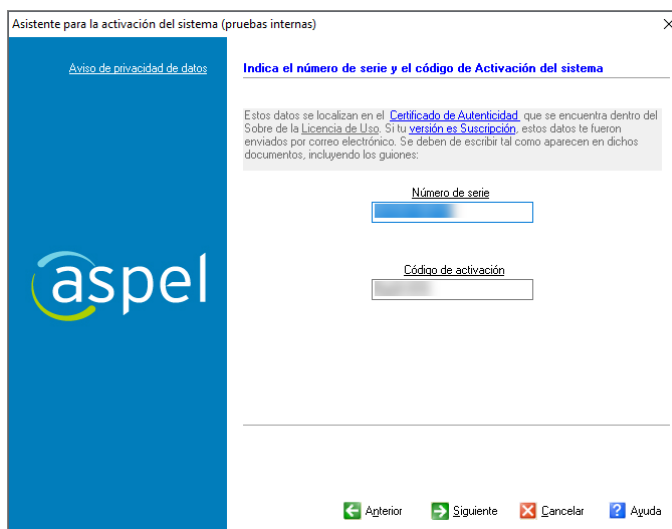 Asistente para la activación del sistema (pruebas internas)
Aviso de privacidad de datos
Indica el número de serie y el código de Activación del sistema
Estos datos se localizan en el Certificado de Autenticidad que se encuentra dentro del
Sobre de la Licencia de Uso. Si tu versión es Suscripción, estos datos te fueron
enviados por correo electrónico. Se deben de escribir tal como aparecen en dichos
documentos, incluyendo los guiones:
Número de serie
Código de activación
aspel
Anterior Siguiente Cancelar Ayuda